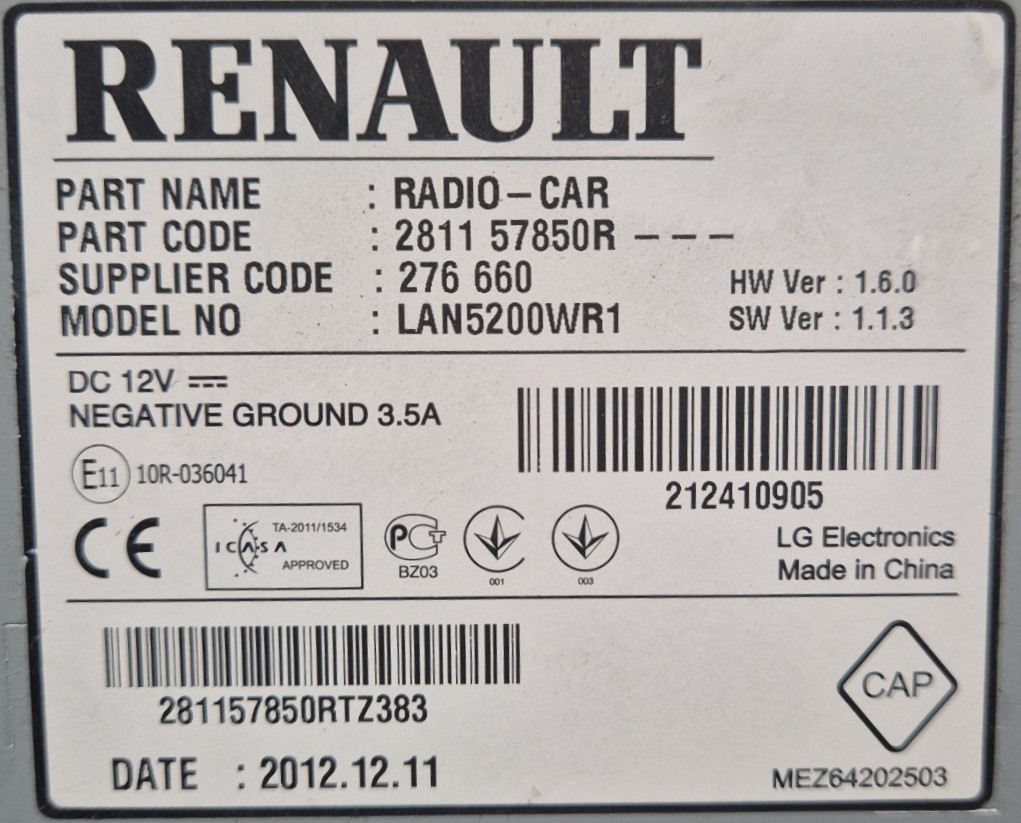 RENAULT
PART NAME : RADIO-CAR
PART CODE : 2811 57850R - - -
SUPPLIER CODE : 276 660
HW Ver : 1.6.0
MODEL NO : LAN5200WR1
SW Ver : 1.1.3
DC 12V
NEGATIVE GROUND 3.5A
E11 10R-036041
212410905
CE
TA-2011/1534
ICASA
APPROVED
PCT
BZ03
001
003
LG Electronics
Made in China
281157850RTZ383
CAP
DATE : 2012.12.11
MEZ64202503